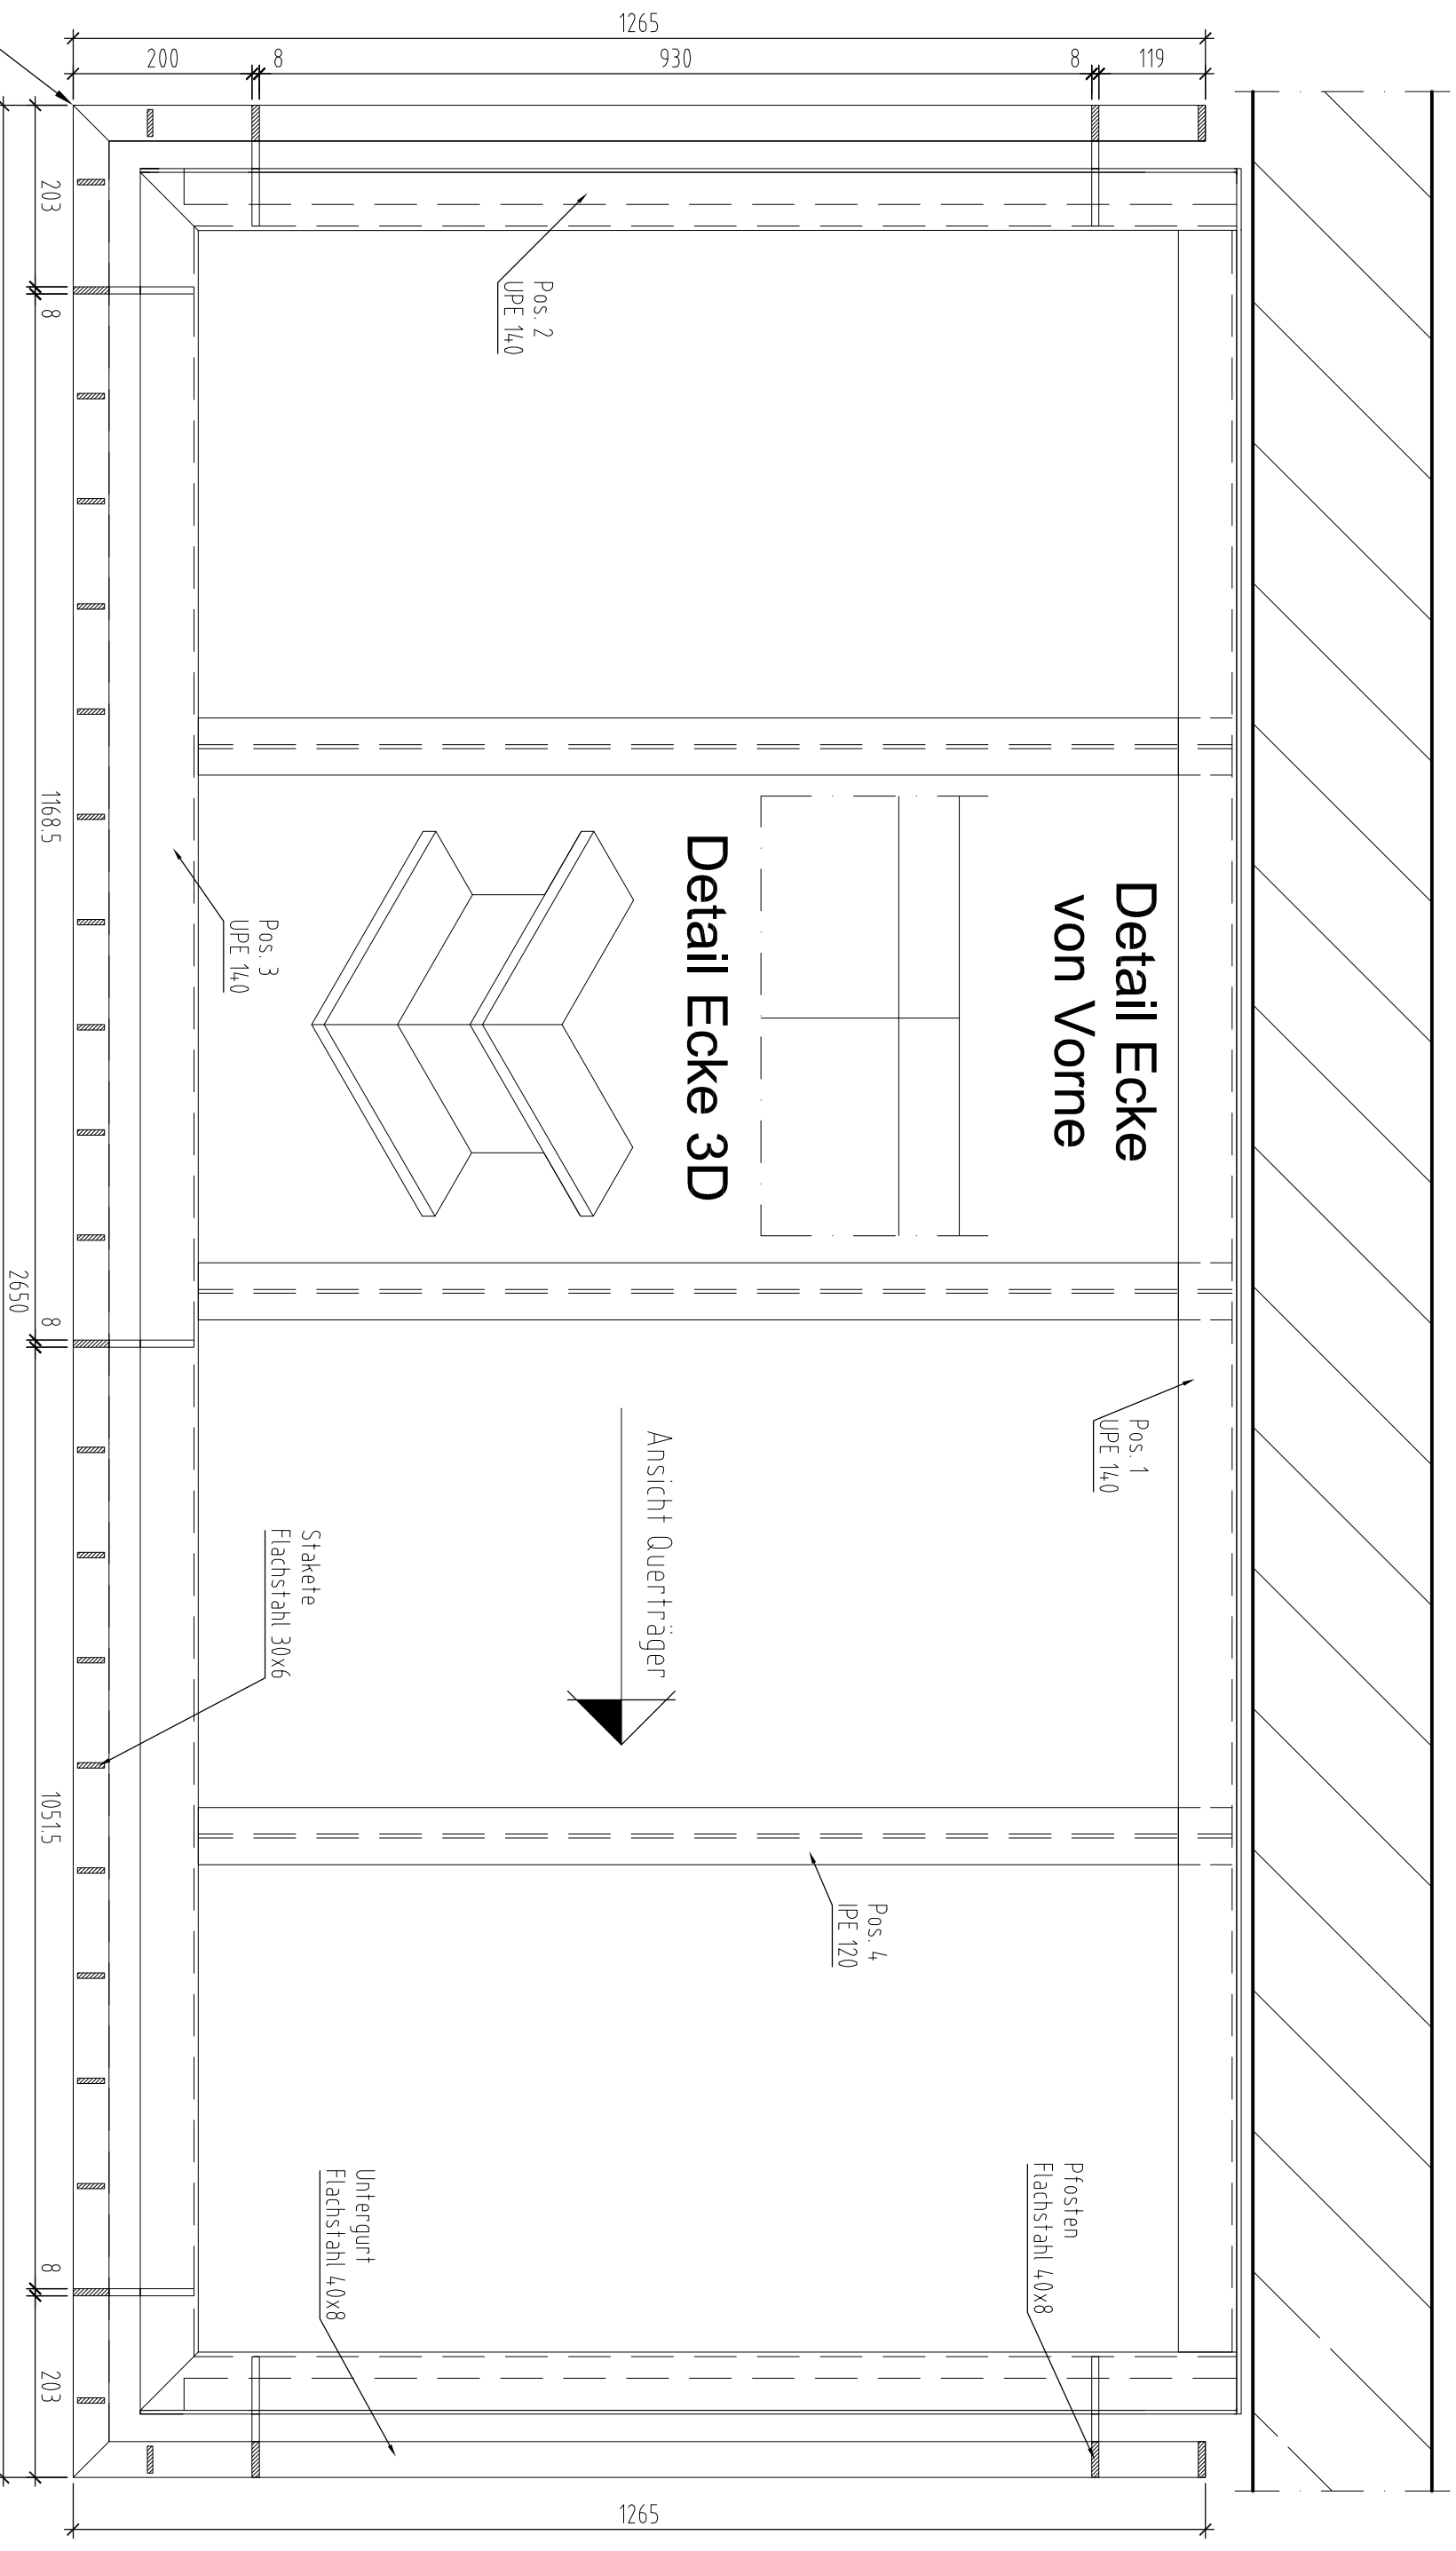 1265
200
8
930
8
119
Pos. 2
UPE 140
Detail Ecke
von Vorne
Detail Ecke 3D
Pos. 3
UPE 140
Pos. 1
UPE 140
Ansicht Querträger
Stakete
Flachstahl 30x6
Pos. 4
IPE 120
Pfosten
Flachstahl 40x8
Untergurt
Flachstahl 40x8
203
8
1168.5
8
1051.5
8
203
2650
1265